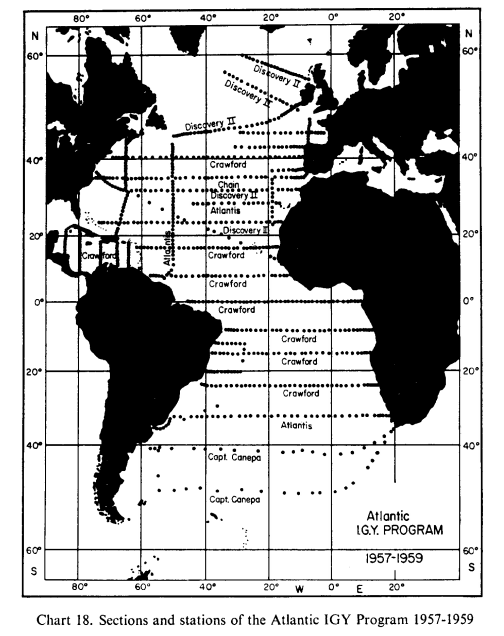 N 80° 60° 40° 20° 0° 20° N
60° 60°
Discovery II
Discovery II
Discovery II
40° 40°
Crawford
Chain
Discovery II
Atlantis
20° Discovery II 20°
Atlantis
Crawford Crawford
Crawford
0° 0°
Crawford
Crawford
Crawford
20° 20°
Crawford
Atlantis
40° 40°
Capt. Canepa
Capt. Canepa
Atlantic
I.G.Y. PROGRAM
1957-1959
60° 60°
S S
80° 60° 40° 20° W 0° E 20°
Chart 18. Sections and stations of the Atlantic IGY Program 1957-1959